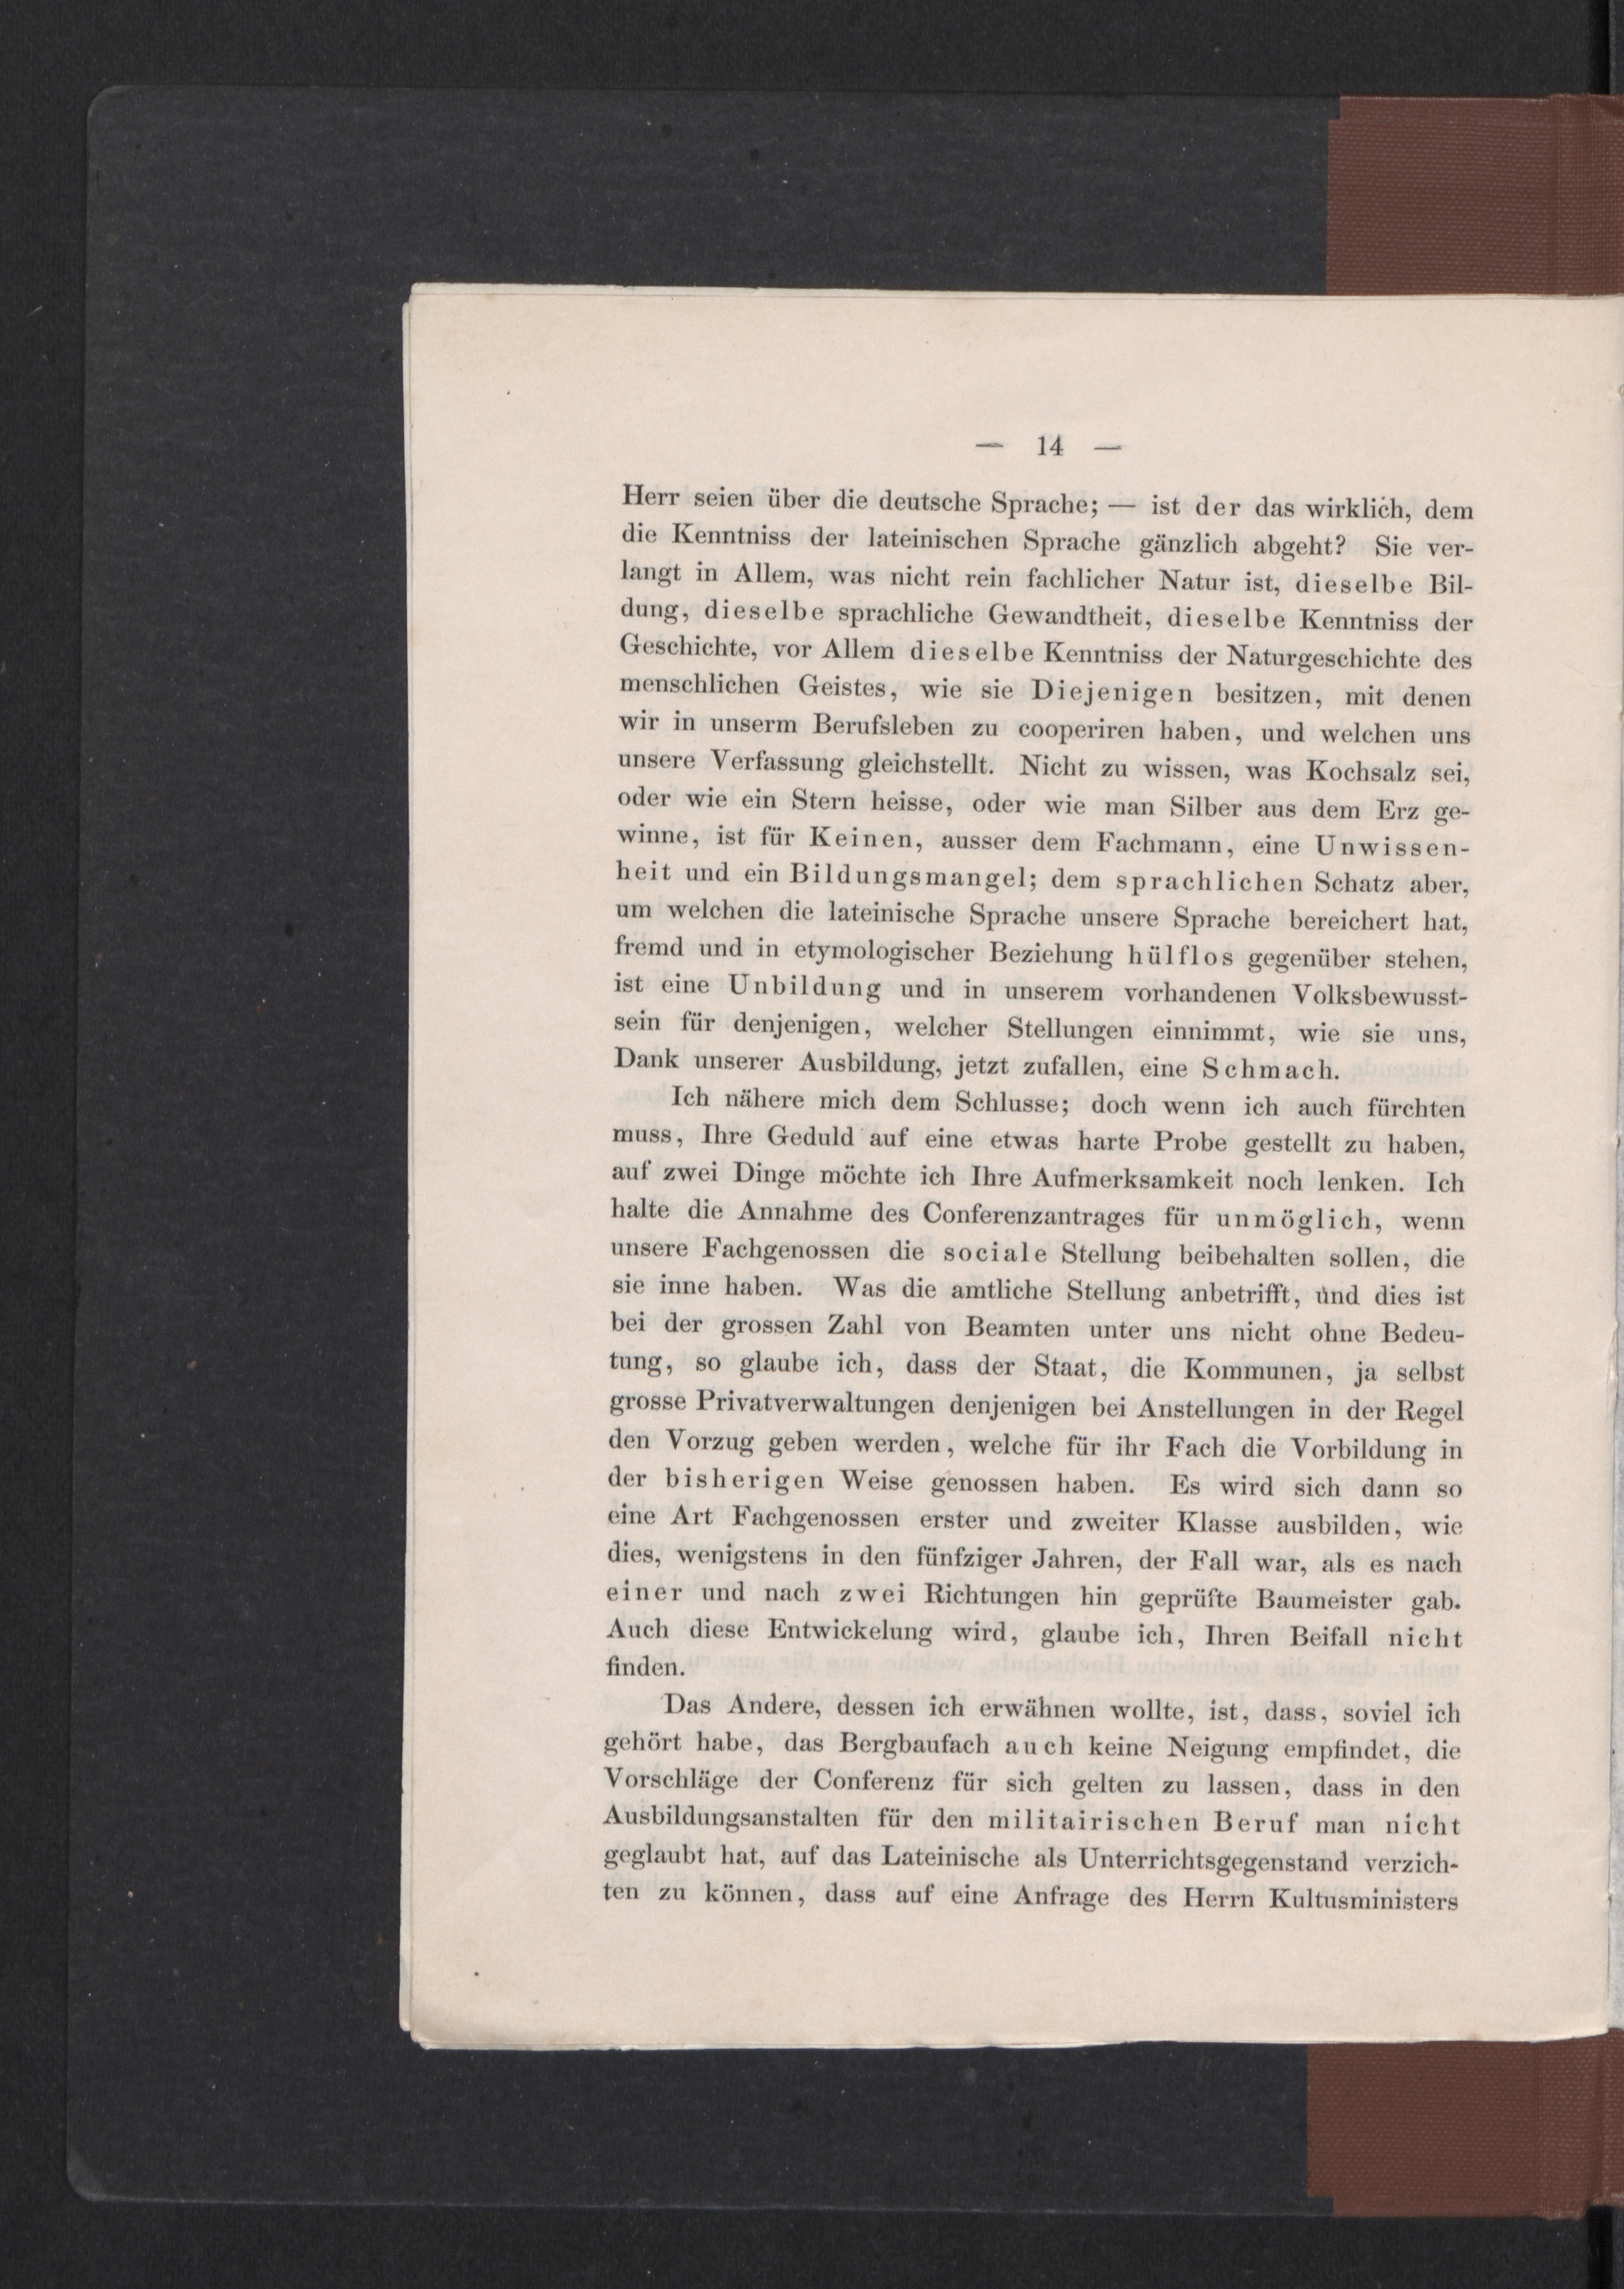 — 14 —
Herr seien über die deutsche Sprache; — ist der das wirklich, dem
die Kenntniss der lateinischen Sprache gänzlich abgeht? Sie ver-
langt in Allem, was nicht rein fachlicher Natur ist, dieselbe Bil-
dung, dieselbe sprachliche Gewandtheit, dieselbe Kenntniss der
Geschichte, vor Allem dieselbe Kenntniss der Naturgeschichte des
menschlichen Geistes, wie sie Diejenigen besitzen, mit denen
wir in unserm Berufsleben zu cooperiren haben, und welchen uns
unsere Verfassung gleichstellt. Nicht zu wissen, was Kochsalz sei,
oder wie ein Stern heisse, oder wie man Silber aus dem Erz ge-
winne, ist für Keinen, ausser dem Fachmann, eine Unwissen-
heit und ein Bildungsmangel; dem sprachlichen Schatz aber,
um welchen die lateinische Sprache unsere Sprache bereichert hat,
fremd und in etymologischer Beziehung hülflos gegenüber stehen,
ist eine Unbildung und in unserem vorhandenen Volksbewusst-
sein für denjenigen, welcher Stellungen einnimmt, wie sie uns,
Dank unserer Ausbildung, jetzt zufallen, eine Schmach.
Ich nähere mich dem Schlusse; doch wenn ich auch fürchten
muss, Ihre Geduld auf eine etwas harte Probe gestellt zu haben,
auf zwei Dinge möchte ich Ihre Aufmerksamkeit noch lenken. Ich
halte die Annahme des Conferenzantrages für unmöglich, wenn
unsere Fachgenossen die sociale Stellung beibehalten sollen, die
sie inne haben. Was die amtliche Stellung anbetrifft, und dies ist
bei der grossen Zahl von Beamten unter uns nicht ohne Bedeu-
tung, so glaube ich, dass der Staat, die Kommunen, ja selbst
grosse Privatverwaltungen denjenigen bei Anstellungen in der Regel
den Vorzug geben werden, welche für ihr Fach die Vorbildung in
der bisherigen Weise genossen haben. Es wird sich dann so
eine Art Fachgenossen erster und zweiter Klasse ausbilden, wie
dies, wenigstens in den fünfziger Jahren, der Fall war, als es nach
einer und nach zwei Richtungen hin geprüfte Baumeister gab.
Auch diese Entwickelung wird, glaube ich, Ihren Beifall nicht
finden.
Das Andere, dessen ich erwähnen wollte, ist, dass, soviel ich
gehört habe, das Bergbaufach auch keine Neigung empfindet, die
Vorschläge der Conferenz für sich gelten zu lassen, dass in den
Ausbildungsanstalten für den militairischen Beruf man nicht
geglaubt hat, auf das Lateinische als Unterrichtsgegenstand verzich-
ten zu können, dass auf eine Anfrage des Herrn Kultusministers